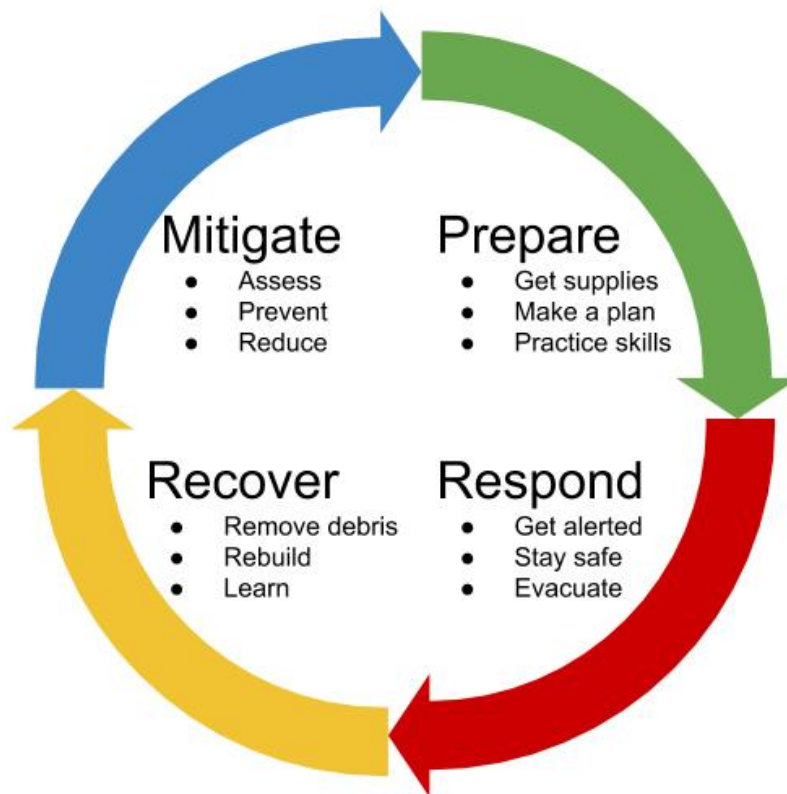 Mitigate
● Assess
● Prevent
● Reduce
Prepare
● Get supplies
● Make a plan
● Practice skills
Recover
● Remove debris
● Rebuild
● Learn
Respond
● Get alerted
● Stay safe
● Evacuate